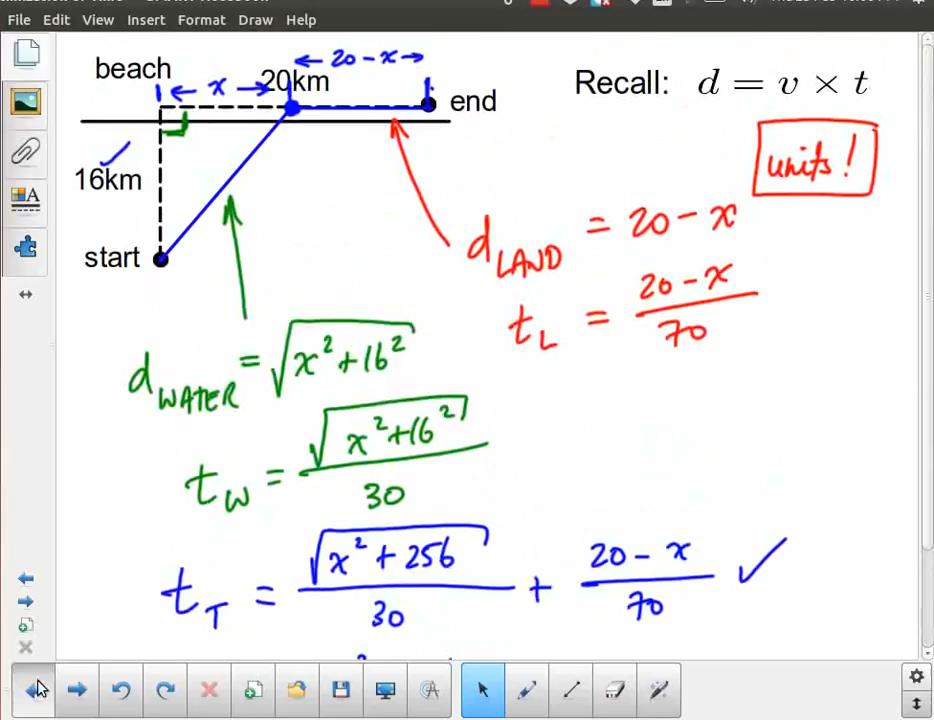 File Edit View Insert Format Draw Help
20 - x
beach
x
20km
end
Recall: d = v × t
units!
16km
start
d_LAND = 20 - x
t_L = (20 - x)/70
d_WATER = √(x² + 16²)
t_W = √(x² + 16²)/30
t_T = √(x² + 256)/30 + (20 - x)/70 ✓